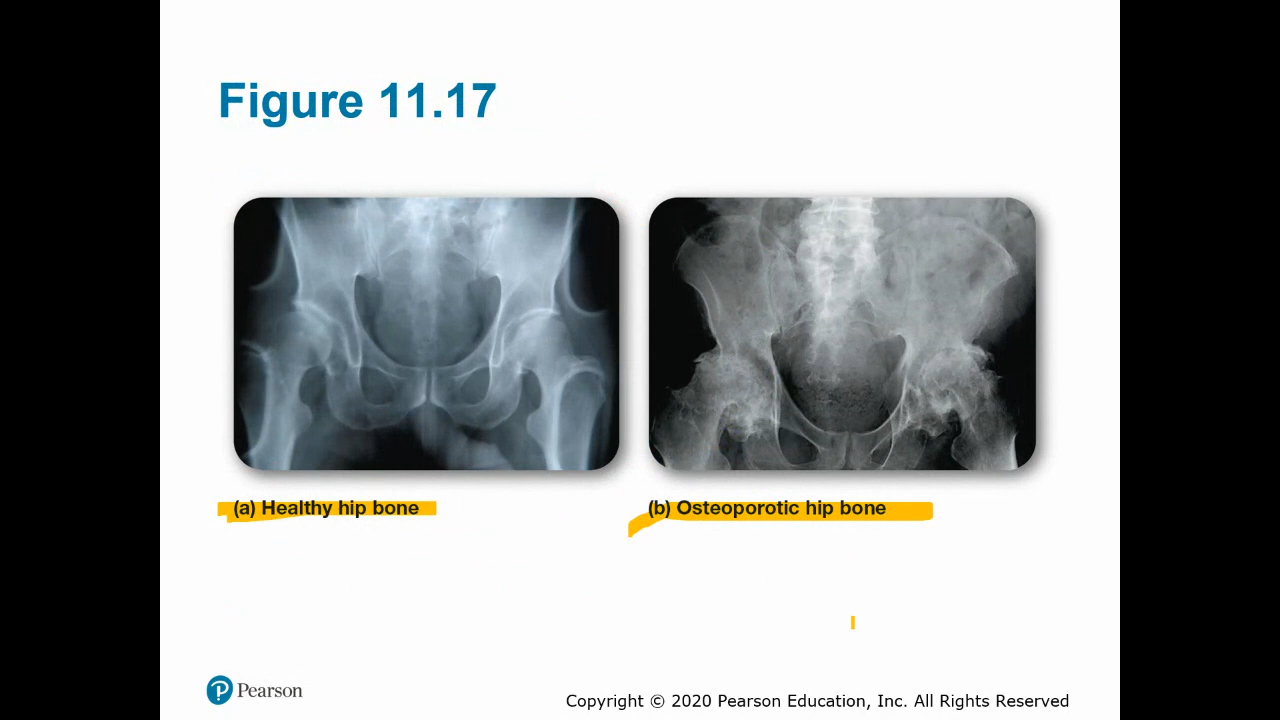 Figure 11.17
(a) Healthy hip bone
(b) Osteoporotic hip bone
Pearson
Copyright © 2020 Pearson Education, Inc. All Rights Reserved